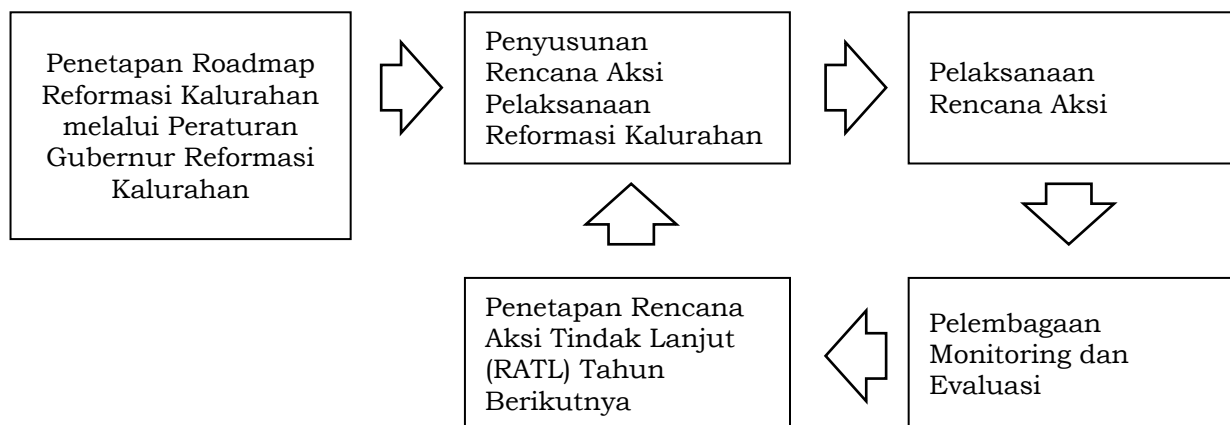 Penetapan Roadmap
Reformasi Kalurahan
melalui Peraturan
Gubernur Reformasi
Kalurahan
Penyusunan
Rencana Aksi
Pelaksanaan
Reformasi Kalurahan
Pelaksanaan
Rencana Aksi
Pelembagaan
Monitoring dan
Evaluasi
Penetapan Rencana
Aksi Tindak Lanjut
(RATL) Tahun
Berikutnya